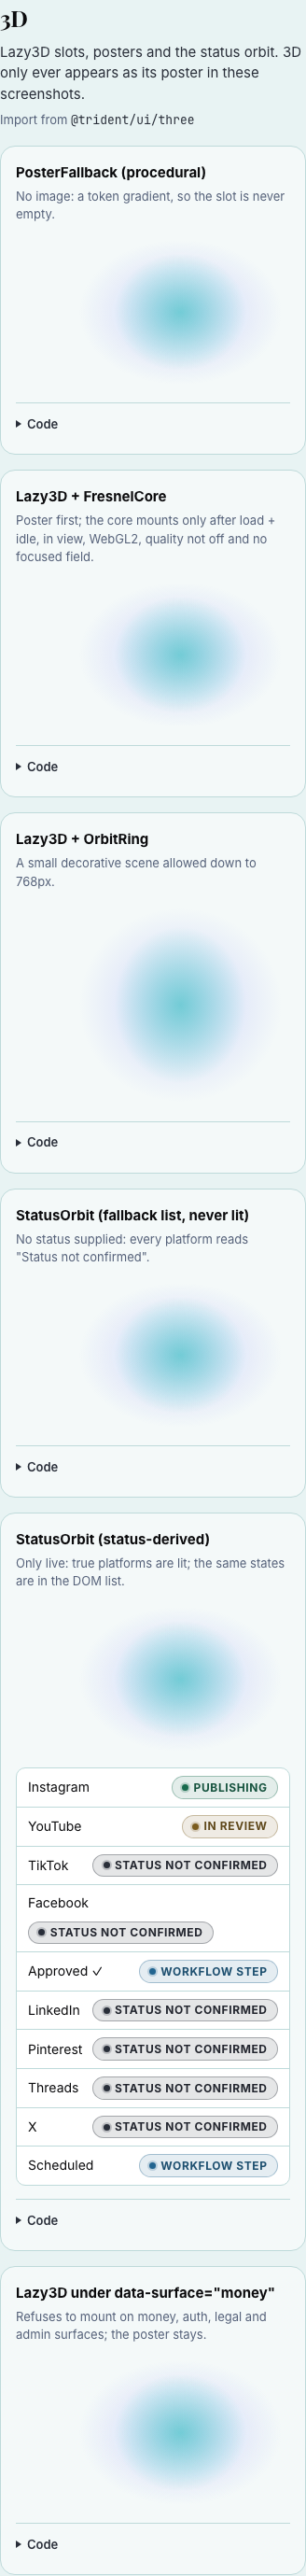 3D
Lazy3D slots, posters and the status orbit. 3D
only ever appears as its poster in these
screenshots.
Import from @trident/ui/three
PosterFallback (procedural)
No image: a token gradient, so the slot is never
empty.
Code
Lazy3D + FresnelCore
Poster first; the core mounts only after load +
idle, in view, WebGL2, quality not off and no
focused field.
Code
Lazy3D + OrbitRing
A small decorative scene allowed down to
768px.
Code
StatusOrbit (fallback list, never lit)
No status supplied: every platform reads
"Status not confirmed".
Code
StatusOrbit (status-derived)
Only live: true platforms are lit; the same states
are in the DOM list.
Instagram PUBLISHING
YouTube IN REVIEW
TikTok STATUS NOT CONFIRMED
Facebook
STATUS NOT CONFIRMED
Approved ✓ WORKFLOW STEP
LinkedIn STATUS NOT CONFIRMED
Pinterest STATUS NOT CONFIRMED
Threads STATUS NOT CONFIRMED
X STATUS NOT CONFIRMED
Scheduled WORKFLOW STEP
Code
Lazy3D under data-surface="money"
Refuses to mount on money, auth, legal and
admin surfaces; the poster stays.
Code